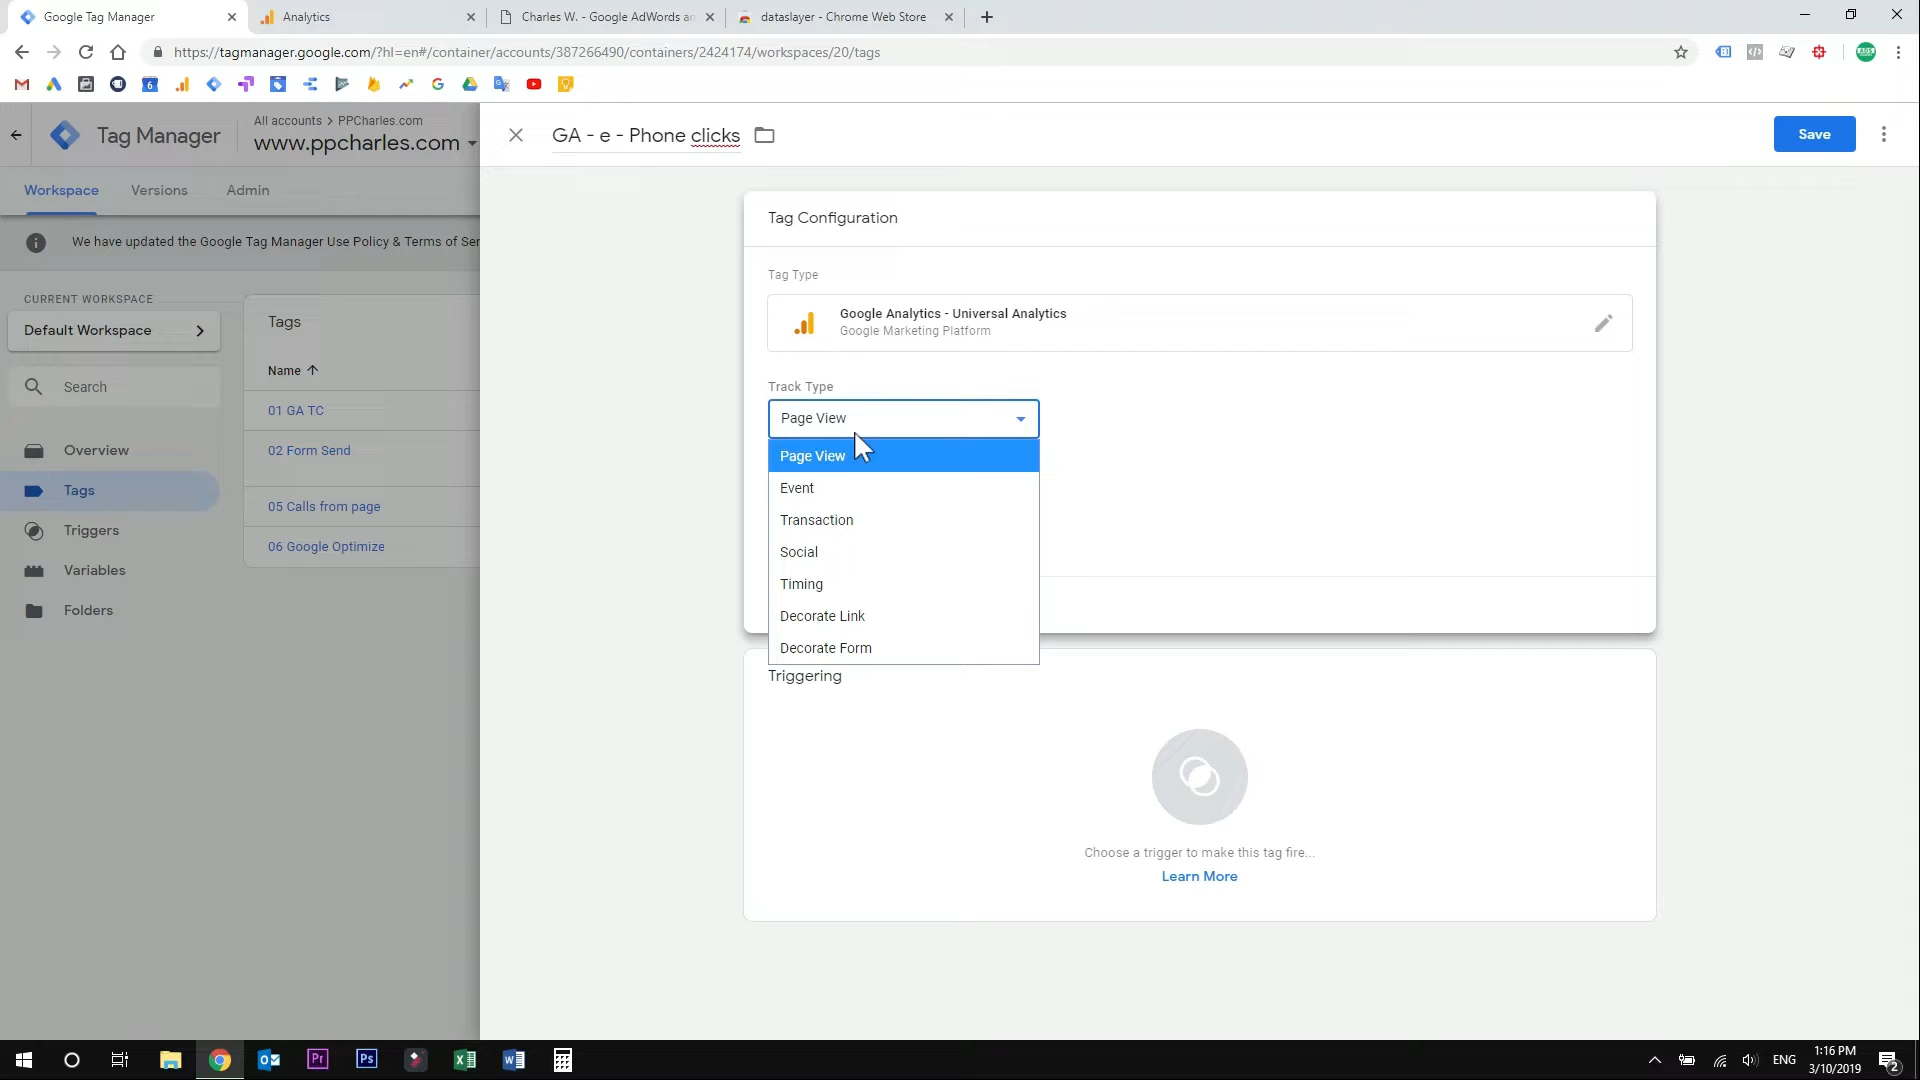 Google Tag Manager
Analytics
Charles W. - Google AdWords an
dataslayer - Chrome Web Store
https://tagmanager.google.com/?hl=en#/container/accounts/387266490/containers/2424174/workspaces/20/tags
Tag Manager
All accounts > PPCharles.com
www.ppcharles.com
GA - e - Phone clicks
Save
Workspace
Versions
Admin
We have updated the Google Tag Manager Use Policy & Terms of Ser
CURRENT WORKSPACE
Default Workspace
Search
Overview
Tags
Triggers
Variables
Folders
Tags
Name
01 GA TC
02 Form Send
05 Calls from page
06 Google Optimize
Tag Configuration
Tag Type
Google Analytics - Universal Analytics
Google Marketing Platform
Track Type
Page View
Page View
Event
Transaction
Social
Timing
Decorate Link
Decorate Form
Triggering
Choose a trigger to make this tag fire...
Learn More
ENG
1:16 PM
3/10/2019
2